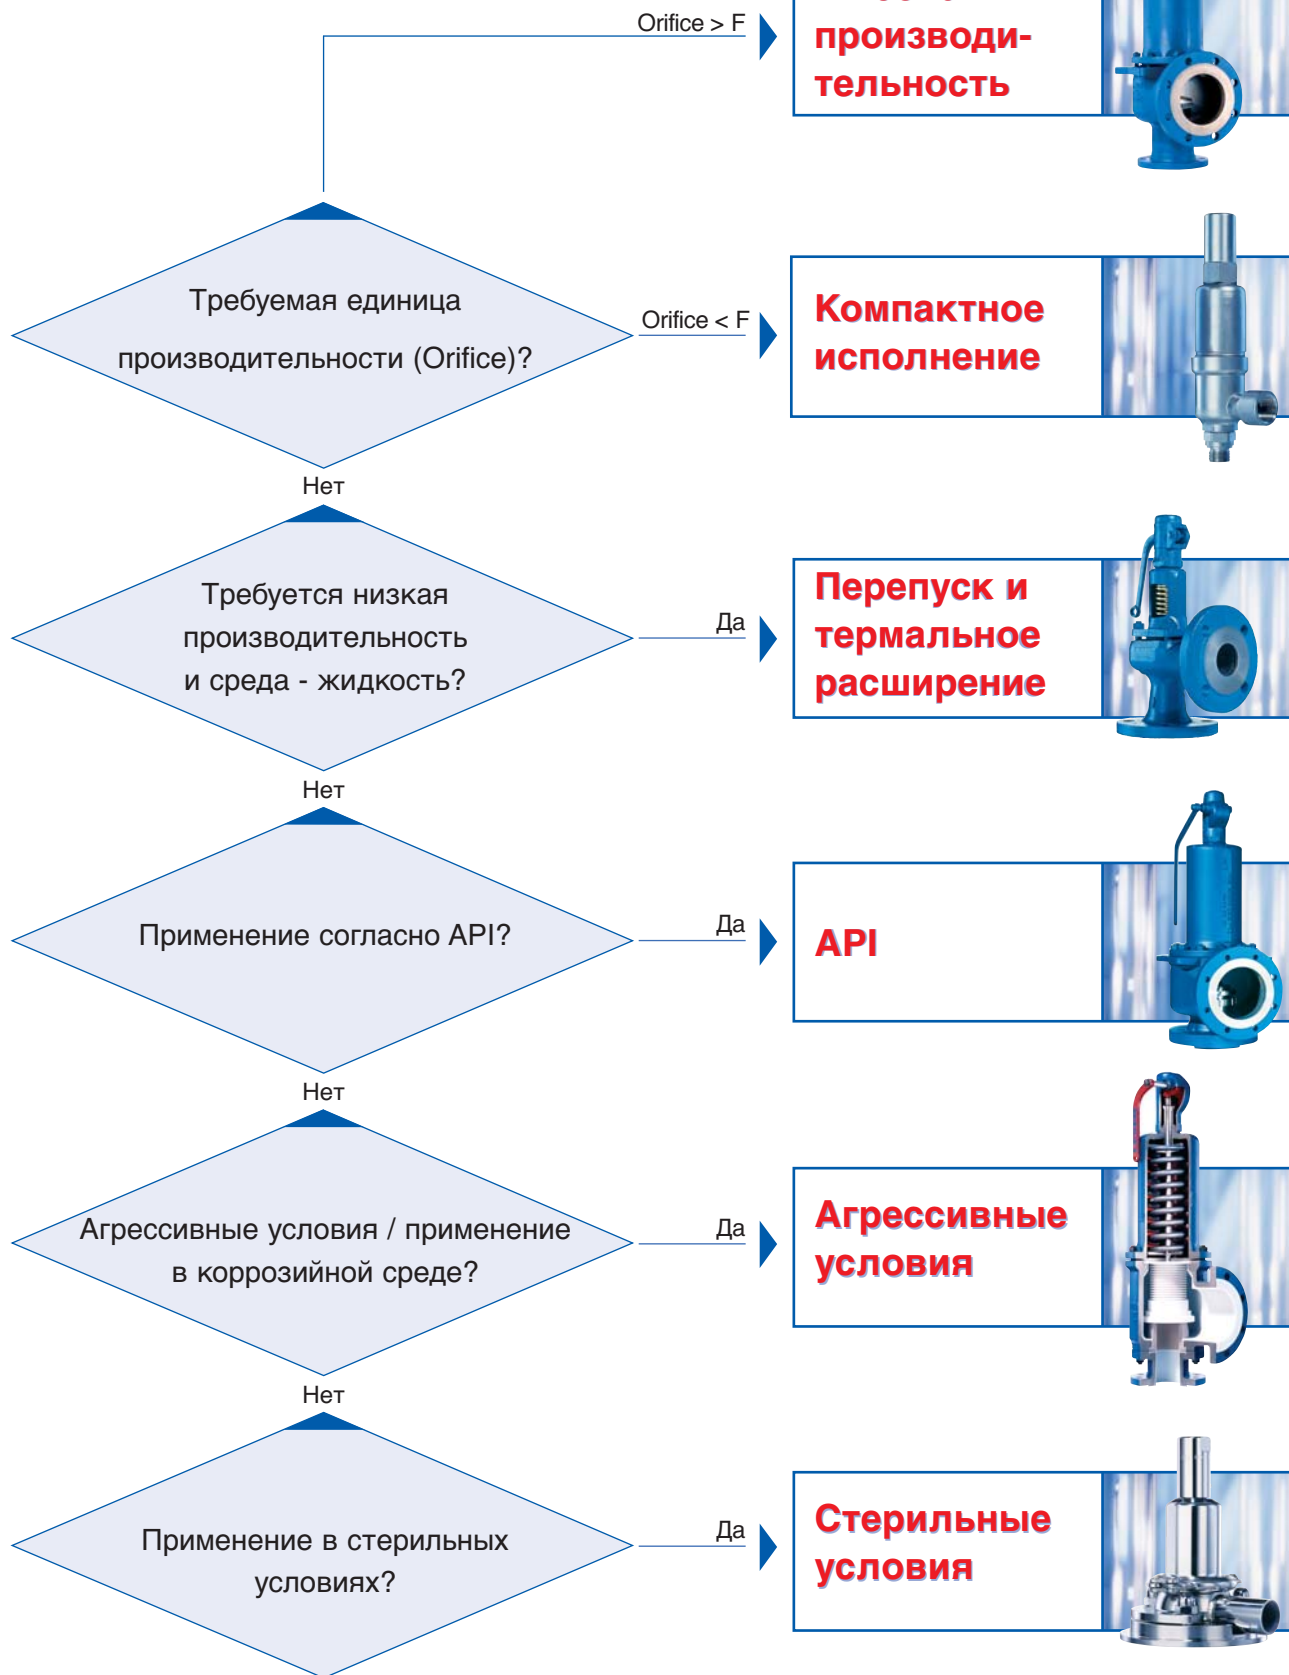 Orifice > F
производи-
тельность
Требуемая единица
производительности (Orifice)?
Orifice < F
Компактное
исполнение
Нет
Требуется низкая
производительность
и среда - жидкость?
Да
Перепуск и
термальное
расширение
Нет
Применение согласно API?
Да
API
Нет
Агрессивные условия / применение
в коррозийной среде?
Да
Агрессивные
условия
Нет
Применение в стерильных
условиях?
Да
Стерильные
условия